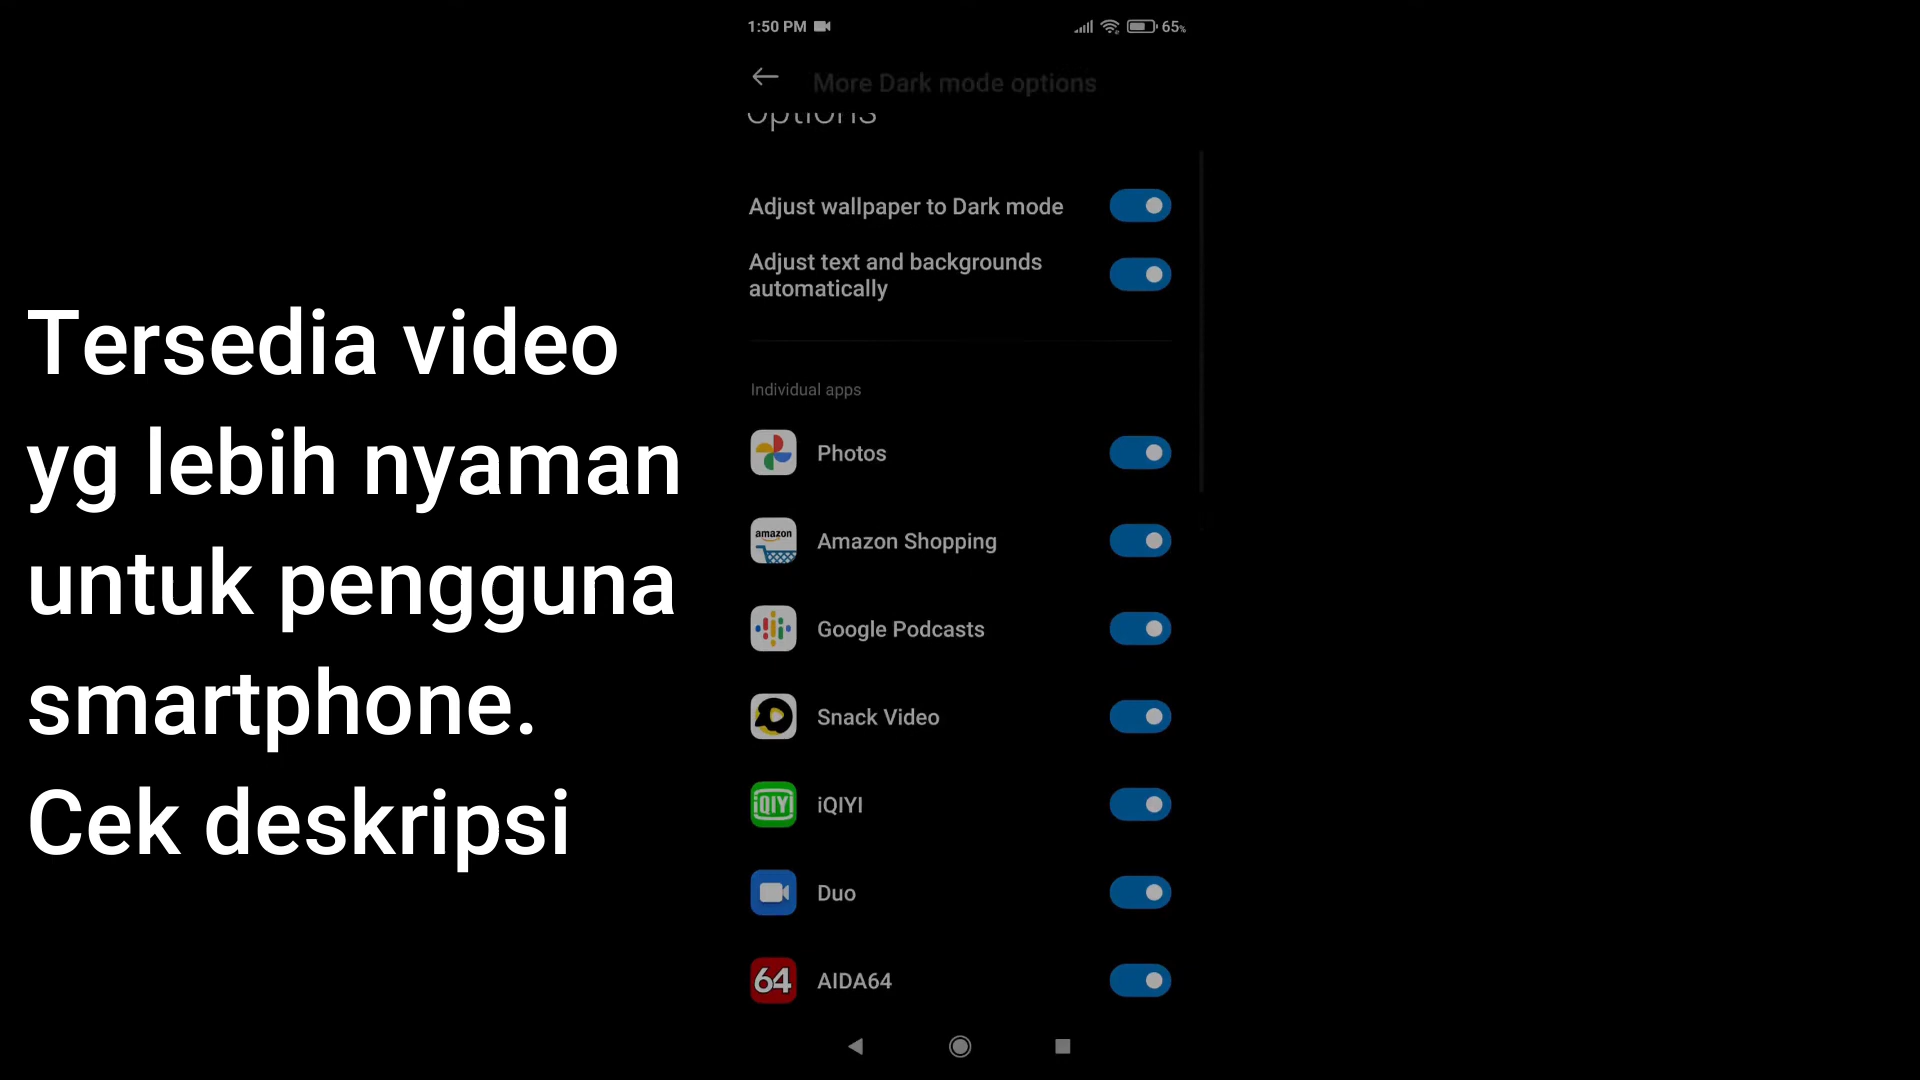 Tersedia video
yg lebih nyaman
untuk pengguna
smartphone.
Cek deskripsi
1:50 PM
65%
More Dark mode options
options
Adjust wallpaper to Dark mode
Adjust text and backgrounds
automatically
Individual apps
Photos
amazon
Amazon Shopping
Google Podcasts
Snack Video
iQIYI
iQIYI
Duo
64
AIDA64